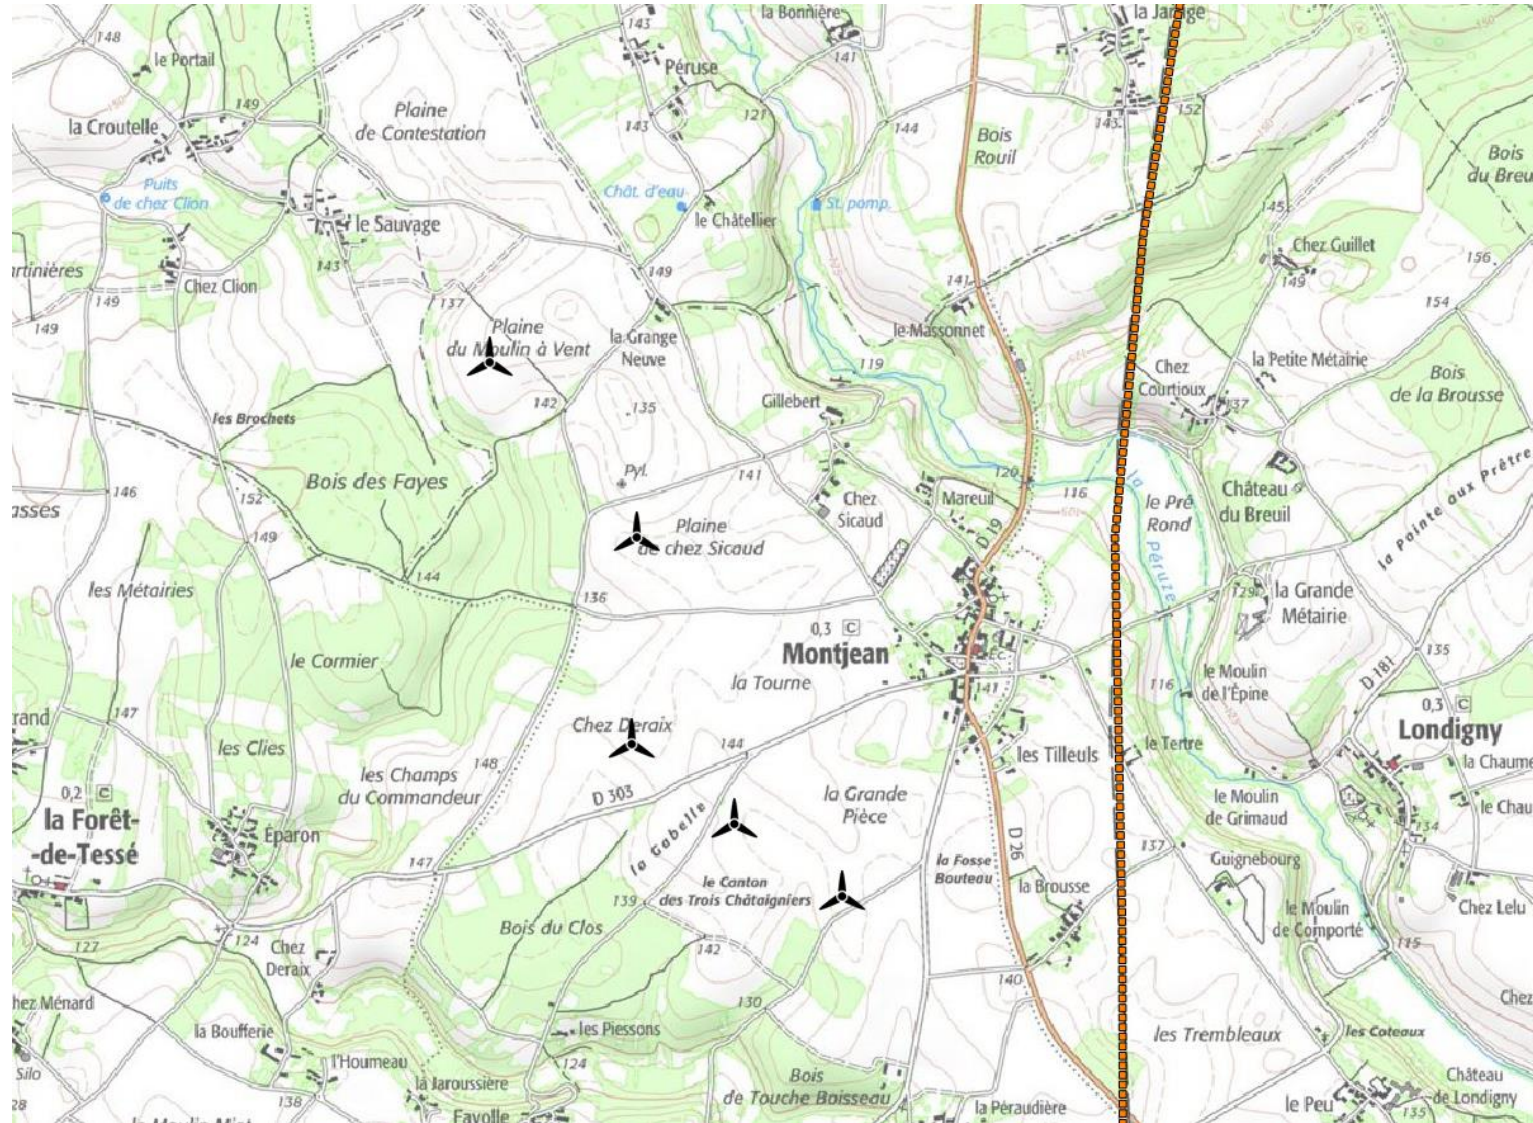 la Bonnière
la Jarrige
148
143
141
le Portail
Péruse
149
Plaine
de Contestation
la Croutelle
143
121
144
152
143
Bois
Rouil
Bois
du Breu
Puits
de chez Clion
Chât. d'eau
St. pomp.
le Sauvage
le Châtellier
145
Chez Guillet
156
143
149
141
149
rtinières
149
Chez Clion
137
154
149
Plaine
du Moulin à Vent
la Grange
Neuve
le Massonnet
119
Chez
Courtioux
la Petite Métairie
Bois
de la Brousse
142
135
Gillebert
137
les Brochets
Pyl.
141
120
Bois des Fayes
146
152
Chez
Sicaud
Mareuil
116
la Péruze
le Pré
Rond
Château
du Breuil
la Pointe aux Prêtres
asses
149
Plaine
de chez Sicaud
D 19
les Métairies
144
136
129
la Grande
Métairie
0,3 C
Montjean
Éc.
135
le Cormier
la Tourne
141
116
le Moulin
de l'Épine
D 181
rand
147
Chez Deraix
0,3 C
Londigny
les Clies
144
les Tilleuls
le Tertre
la Chaume
les Champs
du Commandeur
148
D 303
la Gabelle
la Grande
Pièce
le Moulin
de Grimaud
le Chau
0,2 C
la Forêt-
-de-Tessé
Éparon
D 26
134
147
la Fosse
Bouteau
137
Guignebourg
le Canton
des Trois Châtaigniers
139
la Brousse
le Moulin
de Comporté
Chez Lelu
Bois du Clos
127
124
Chez
Deraix
142
115
140
hez Ménard
130
Chez
la Boufferie
les Piessons
les Trembleaux
les Coteaux
Silo
l'Houmeau
124
Bois
de Touche Boisseau
Château
de Londigny
28
138
la Jaroussière
Fayolle
la Péraudière
le Peu
135